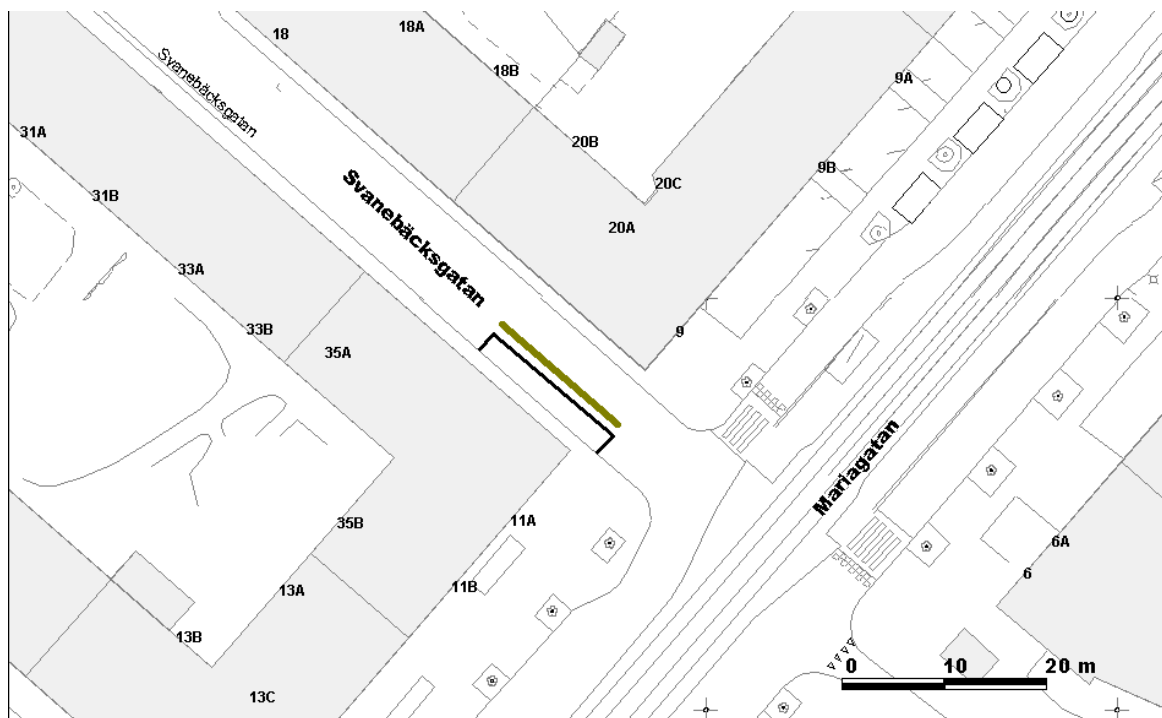 18
18A
Svanebäcksgatan
18B
9A
31A
20B
9B
31B
20C
Svanebäcksgatan
20A
33A
33B
9
35A
Mariagatan
11A
35B
6A
6
11B
13A
13B
0 10 20 m
13C